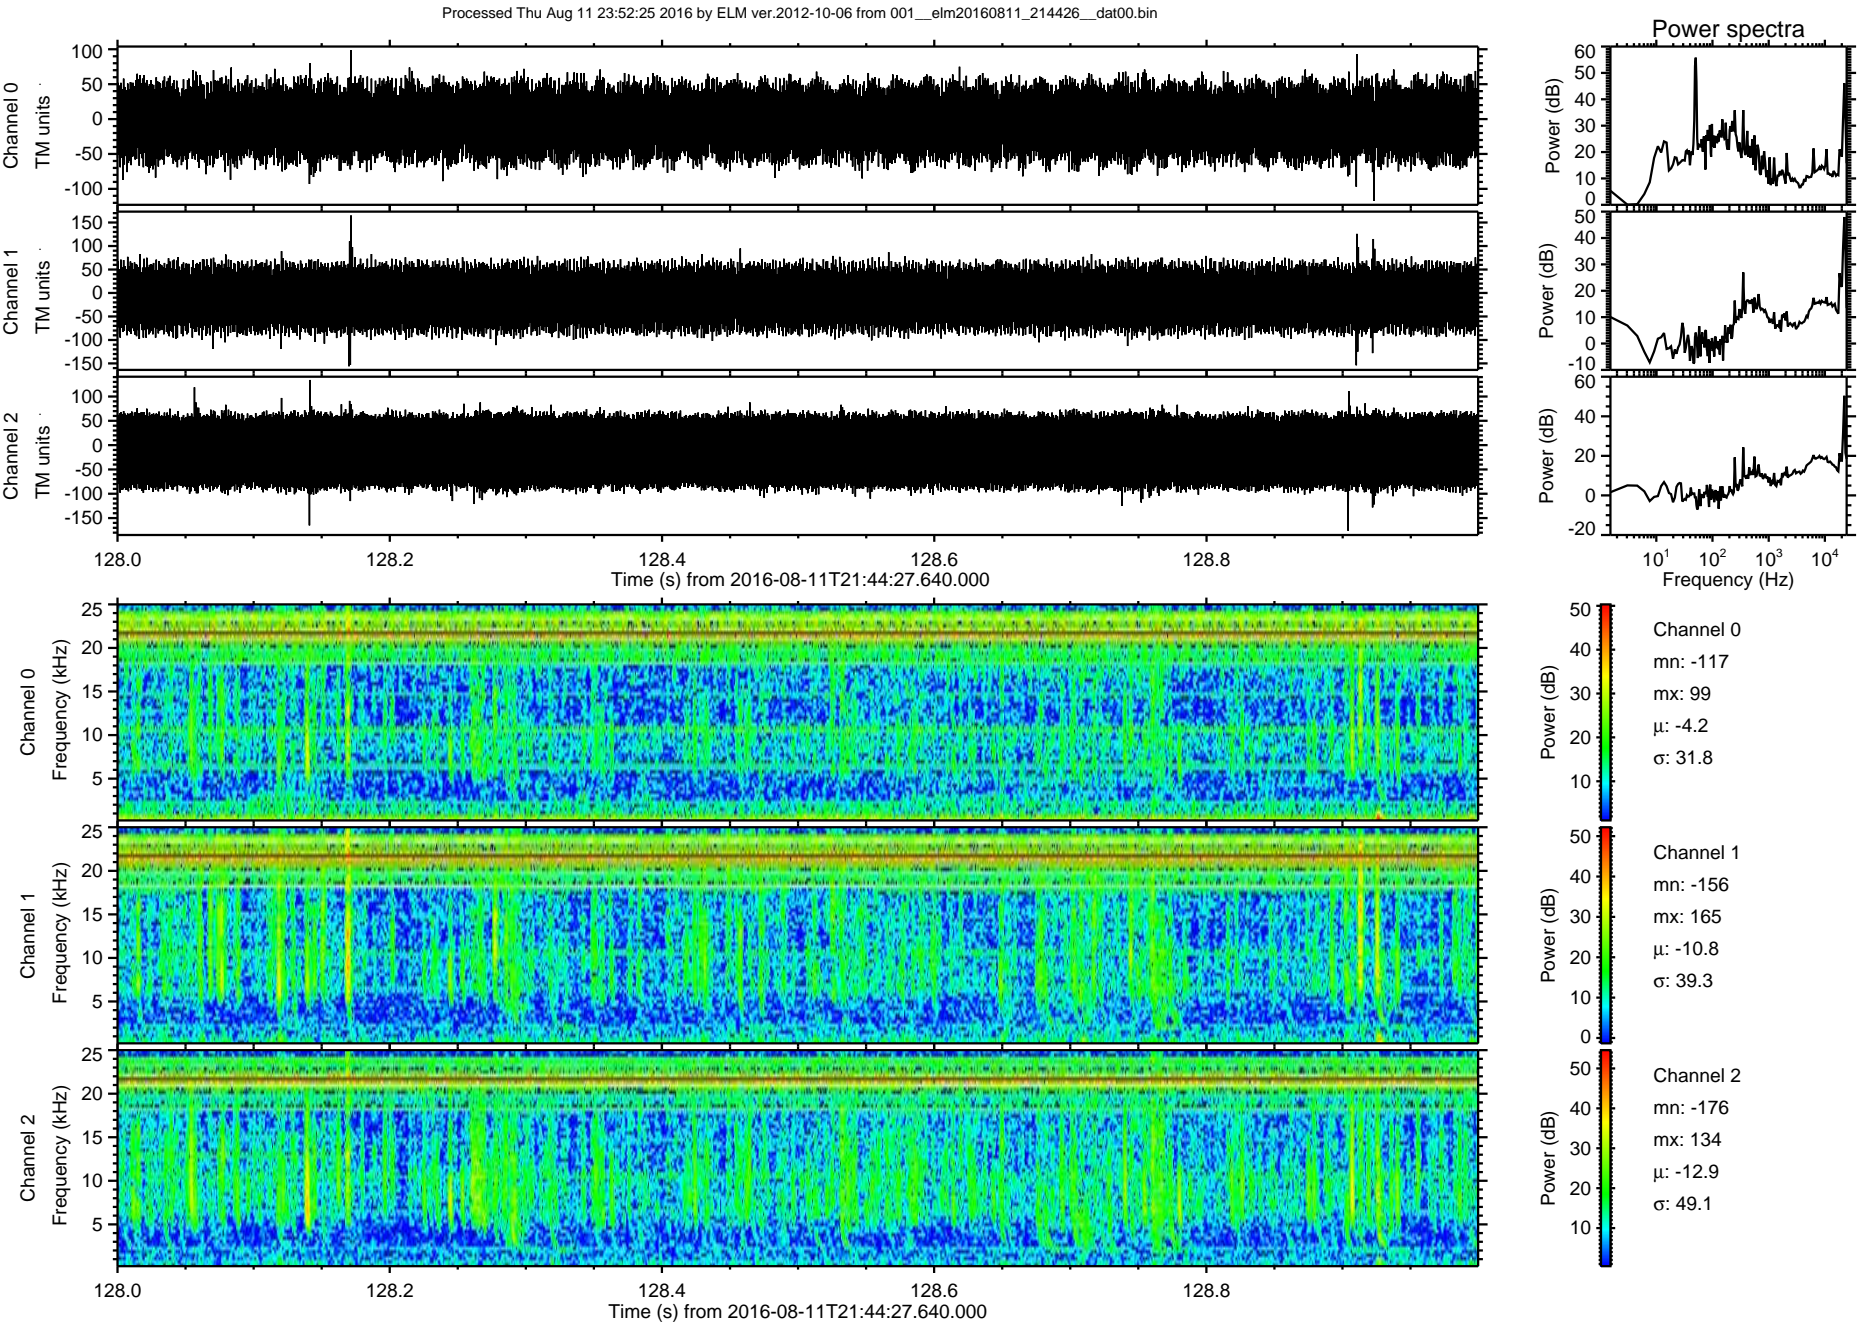 Processed Thu Aug 11 23:52:25 2016 by ELM ver.2012-10-06 from 001__elm20160811_214426__dat00.bin
Power spectra
Channel 0
TM units
100
50
0
-50
-100
Power (dB)
60
50
40
30
20
10
0
Channel 1
TM units
150
100
50
0
-50
-100
-150
Power (dB)
50
40
30
20
10
0
-10
Channel 2
TM units
100
50
0
-50
-100
-150
Power (dB)
60
40
20
0
-20
128.0 128.2 128.4 128.6 128.8
Time (s) from 2016-08-11T21:44:27.640.000
10^1 10^2 10^3 10^4
Frequency (Hz)
Channel 0
Frequency (kHz)
25
20
15
10
5
Power (dB)
50
40
30
20
10
Channel 0
mn: -117
mx: 99
μ: -4.2
σ: 31.8
Channel 1
Frequency (kHz)
25
20
15
10
5
Power (dB)
50
40
30
20
10
0
Channel 1
mn: -156
mx: 165
μ: -10.8
σ: 39.3
Channel 2
Frequency (kHz)
25
20
15
10
5
Power (dB)
50
40
30
20
10
Channel 2
mn: -176
mx: 134
μ: -12.9
σ: 49.1
128.0 128.2 128.4 128.6 128.8
Time (s) from 2016-08-11T21:44:27.640.000